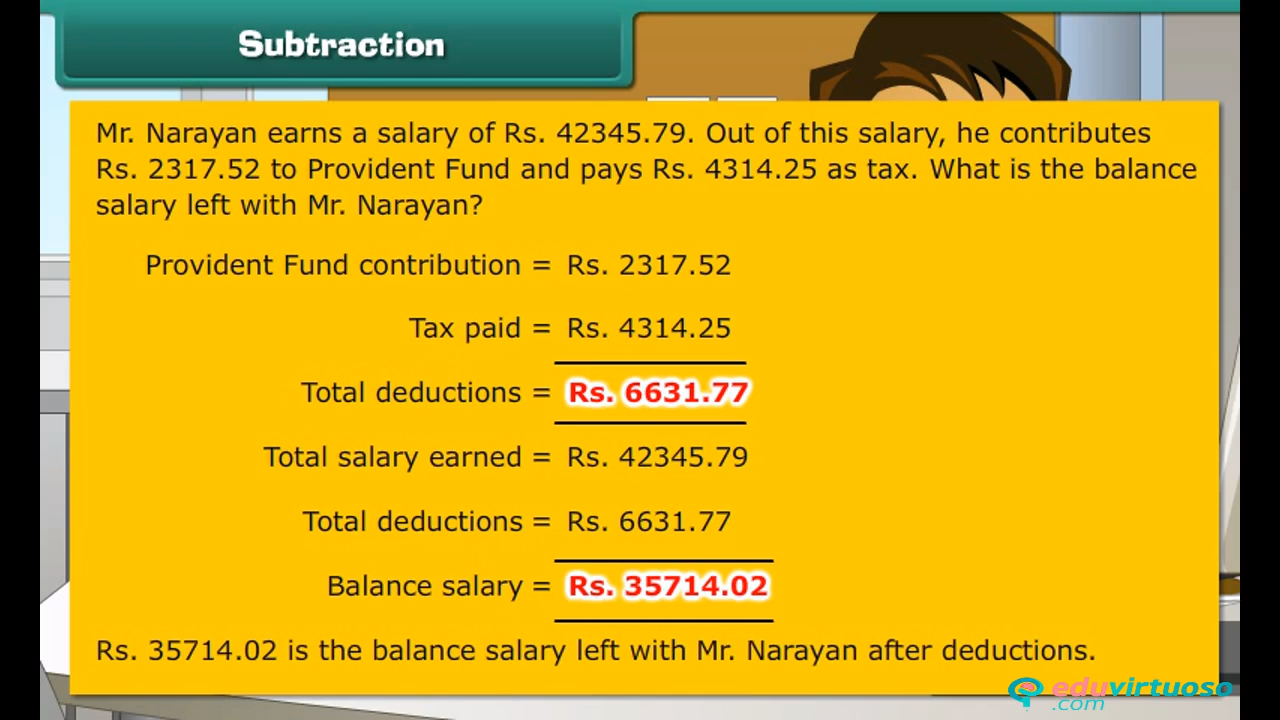 Subtraction
Mr. Narayan earns a salary of Rs. 42345.79. Out of this salary, he contributes
Rs. 2317.52 to Provident Fund and pays Rs. 4314.25 as tax. What is the balance
salary left with Mr. Narayan?
Provident Fund contribution = Rs. 2317.52
Tax paid = Rs. 4314.25
Total deductions = Rs. 6631.77
Total salary earned = Rs. 42345.79
Total deductions = Rs. 6631.77
Balance salary = Rs. 35714.02
Rs. 35714.02 is the balance salary left with Mr. Narayan after deductions.
eduvirtuoso
.com